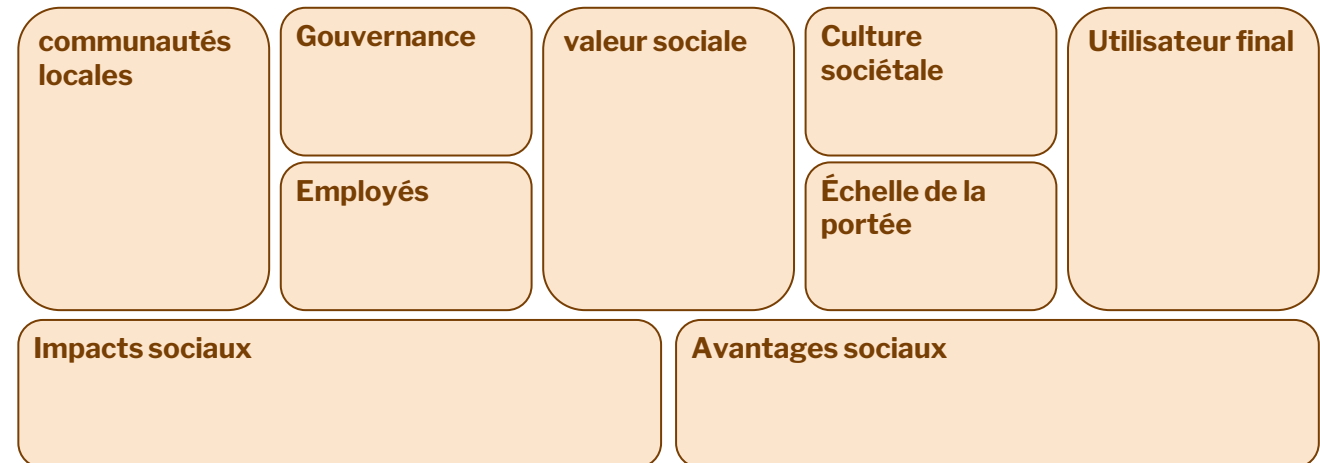 communautés
locales
Gouvernance
Employés
valeur sociale
Culture
sociétale
Échelle de la
portée
Utilisateur final
Impacts sociaux
Avantages sociaux